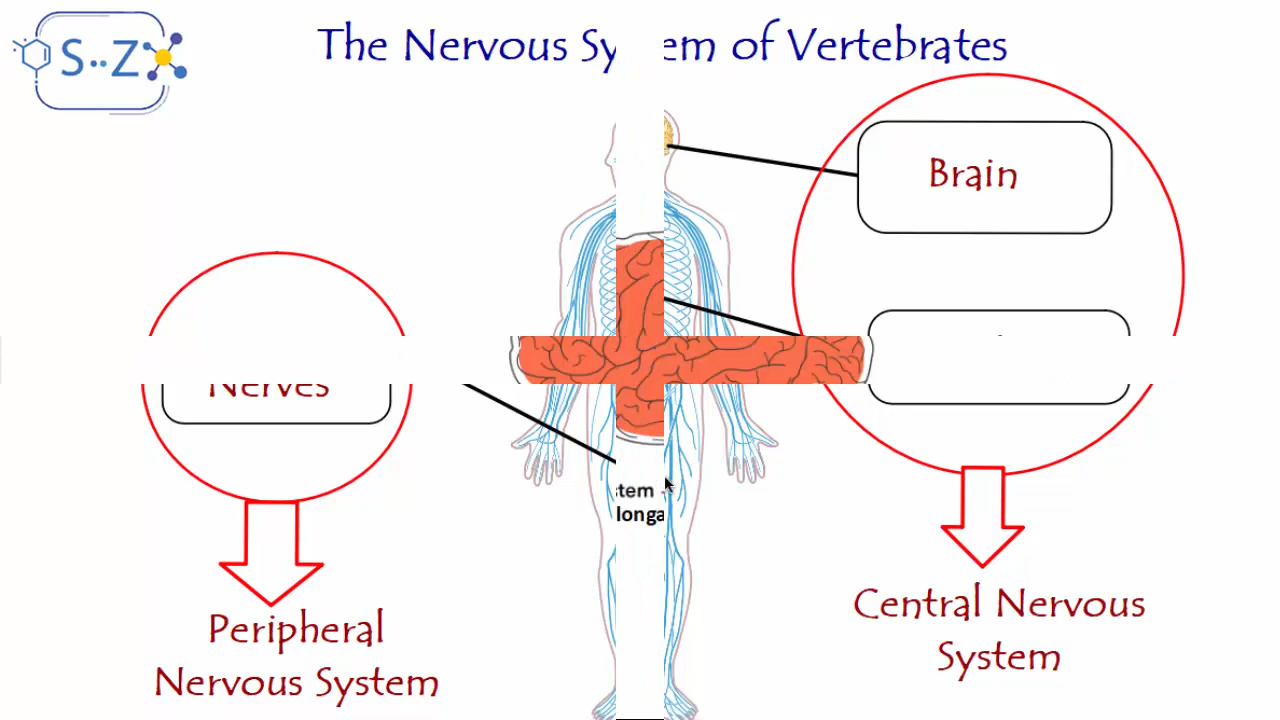 S..Z
The Nervous Sy em of Vertebrates
Brain
Nerves
tem
longa
Peripheral
Nervous System
Central Nervous
System